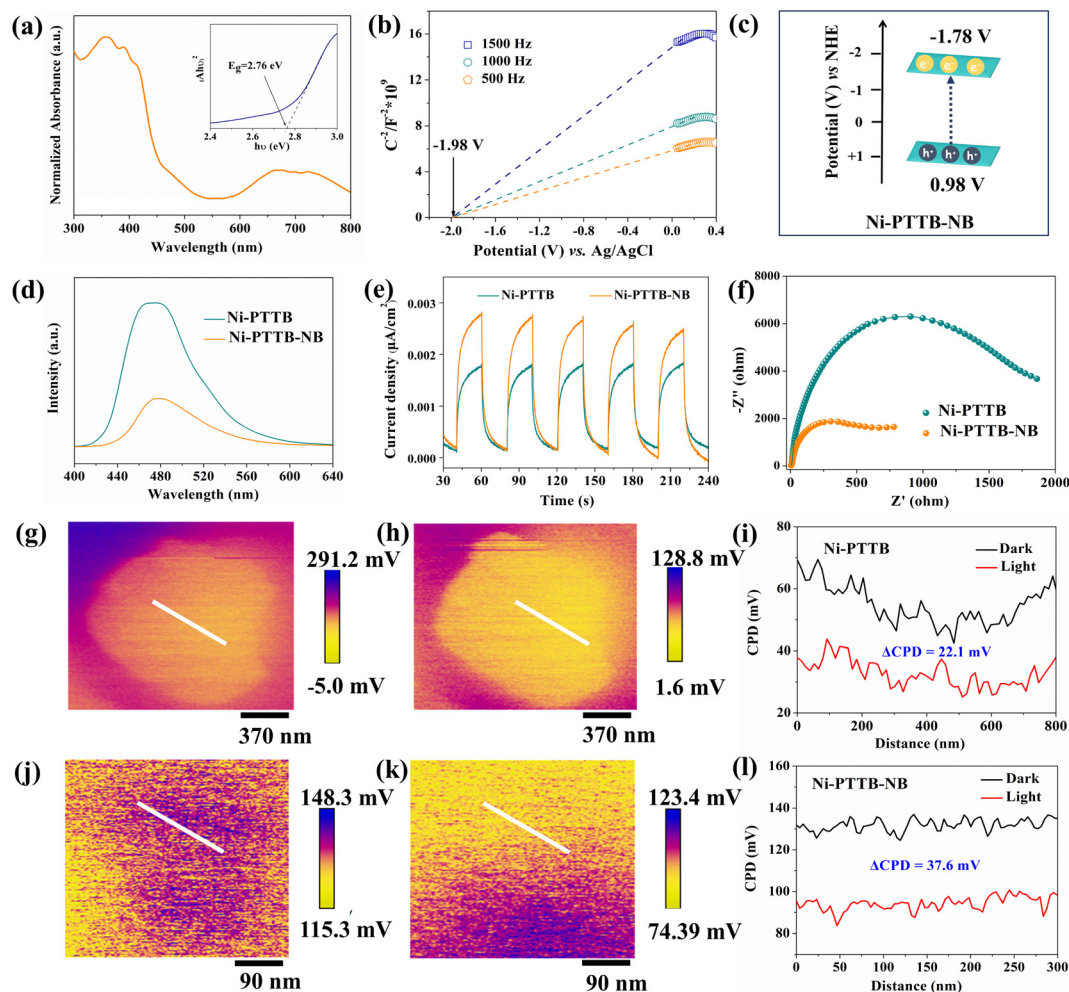 (a)
Normalized Absorbance (a.u.)
(Ahυ)²
Eg=2.76 eV
2.4 2.6 2.8 3.0
hυ (eV)
300 400 500 600 700 800
Wavelength (nm)
(b)
C⁻²/F⁻²*10⁹
16
12
8
4
0
1500 Hz
1000 Hz
500 Hz
-1.98 V
-2.4 -2.0 -1.6 -1.2 -0.8 -0.4 0.0 0.4
Potential (V) vs. Ag/AgCl
(c)
Potential (V) vs NHE
-2
-1
0
+1
-1.78 V
e⁻ e⁻ e⁻
h⁺ h⁺ h⁺
0.98 V
Ni-PTTB-NB
(d)
Intensity (a.u.)
Ni-PTTB
Ni-PTTB-NB
400 440 480 520 560 600 640
Wavelength (nm)
(e)
Current density (μA/cm²)
0.003
0.002
0.001
0.000
Ni-PTTB Ni-PTTB-NB
30 60 90 120 150 180 210 240
Time (s)
(f)
-Z'' (ohm)
8000
6000
4000
2000
0
Ni-PTTB
Ni-PTTB-NB
0 500 1000 1500 2000
Z' (ohm)
(g)
291.2 mV
-5.0 mV
370 nm
(h)
128.8 mV
1.6 mV
370 nm
(i)
CPD (mV)
80
60
40
20
Ni-PTTB
Dark
Light
ΔCPD = 22.1 mV
0 200 400 600 800
Distance (nm)
(j)
148.3 mV
115.3 mV
90 nm
(k)
123.4 mV
74.39 mV
90 nm
(l)
CPD (mV)
160
140
120
100
80
60
Ni-PTTB-NB
Dark
Light
ΔCPD = 37.6 mV
0 50 100 150 200 250 300
Distance (nm)